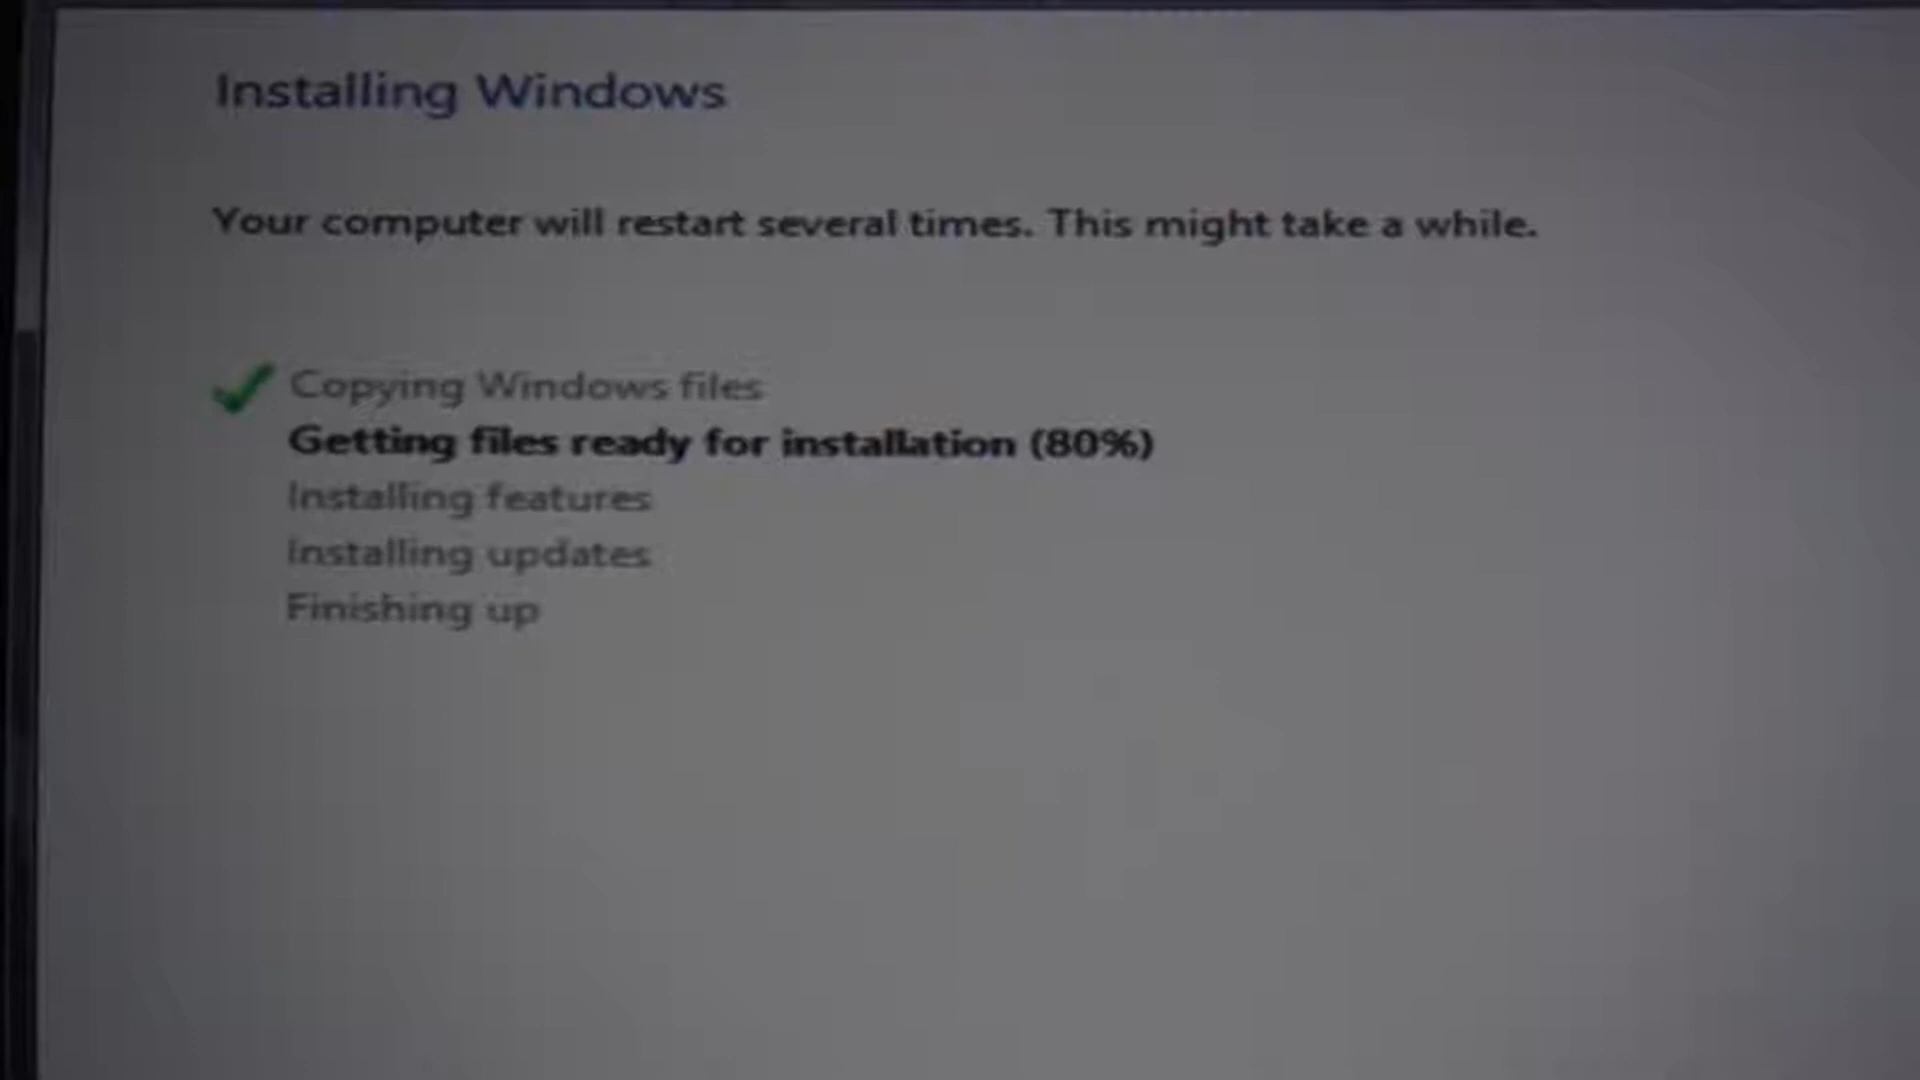 Installing Windows
Your computer will restart several times. This might take a while.
Copying Windows files
Getting files ready for installation (80%)
Installing features
Installing updates
Finishing up